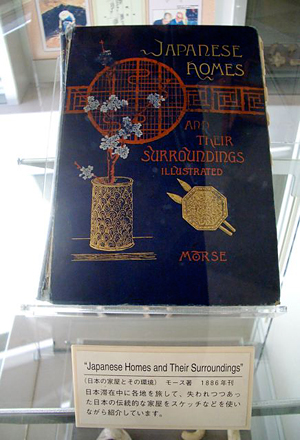 JAPANESE
HOMES
AND
THEIR
SURROUNDINGS
ILLUSTRATED
MORSE
"Japanese Homes and Their Surroundings"
(日本の家屋とその環境) モース著 1886年刊
日本滞在中に各地を旅して、失われつつあっ
た日本の伝統的な家屋をスケッチなどを使い
ながら紹介しています。